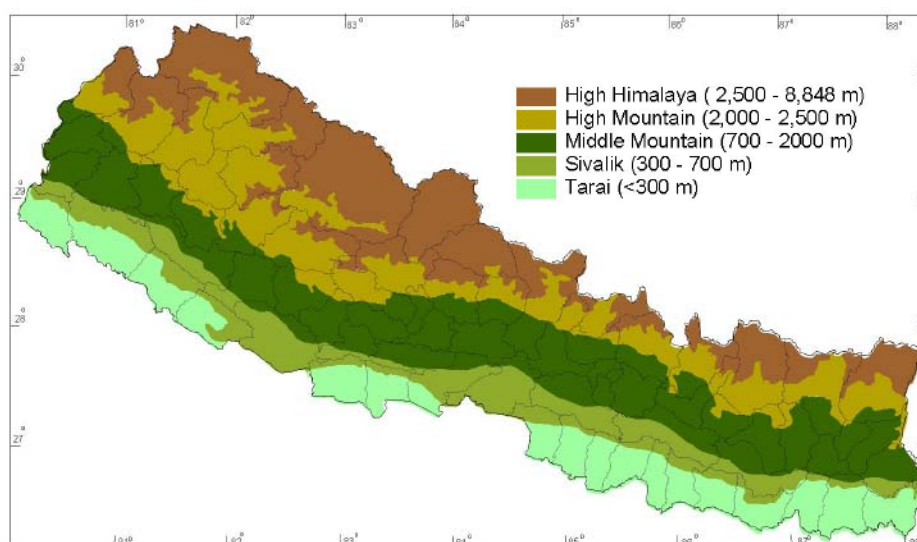 81° 82° 83° 84° 85° 86° 87° 88°
30°
High Himalaya ( 2,500 - 8,848 m)
High Mountain (2,000 - 2,500 m)
Middle Mountain (700 - 2000 m)
Sivalik (300 - 700 m)
Tarai (<300 m)
29°
28°
27°